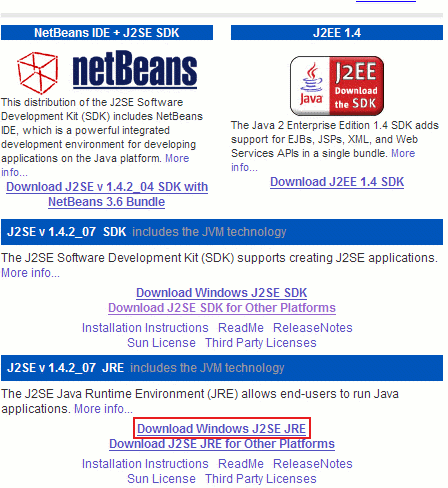 NetBeans IDE + J2SE SDK
netBeans
This distribution of the J2SE Software
Development Kit (SDK) includes NetBeans
IDE, which is a powerful integrated
development environment for developing
applications on the Java platform. More
info...
Download J2SE v 1.4.2_04 SDK with
NetBeans 3.6 Bundle
J2EE 1.4
Java
J2EE
Download
the SDK
The Java 2 Enterprise Edition 1.4 SDK adds
support for EJBs, JSPs, XML, and Web
Services APIs in a single bundle. More
info...
Download J2EE 1.4 SDK
J2SE v 1.4.2_07 SDK includes the JVM technology
The J2SE Software Development Kit (SDK) supports creating J2SE applications.
More info...
Download Windows J2SE SDK
Download J2SE SDK for Other Platforms
Installation Instructions ReadMe ReleaseNotes
Sun License Third Party Licenses
J2SE v 1.4.2_07 JRE includes the JVM technology
The J2SE Java Runtime Environment (JRE) allows end-users to run Java
applications. More info...
Download Windows J2SE JRE
Download J2SE JRE for Other Platforms
Installation Instructions ReadMe ReleaseNotes
Sun License Third Party Licenses